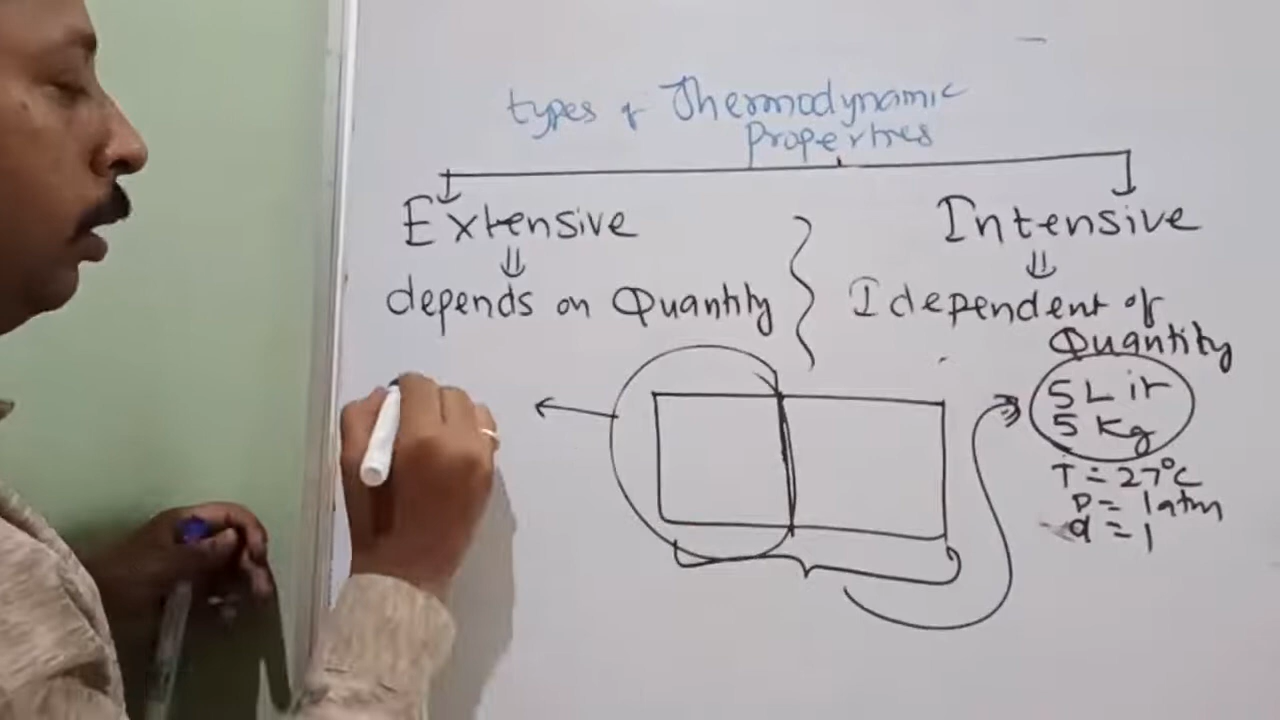 types of Thermodynamic
Properties
Extensive
depends on Quantity
Intensive
Idependent of
Quantity
5 Lit
5 Kg
T = 27°C
P = 1atm
d = 1